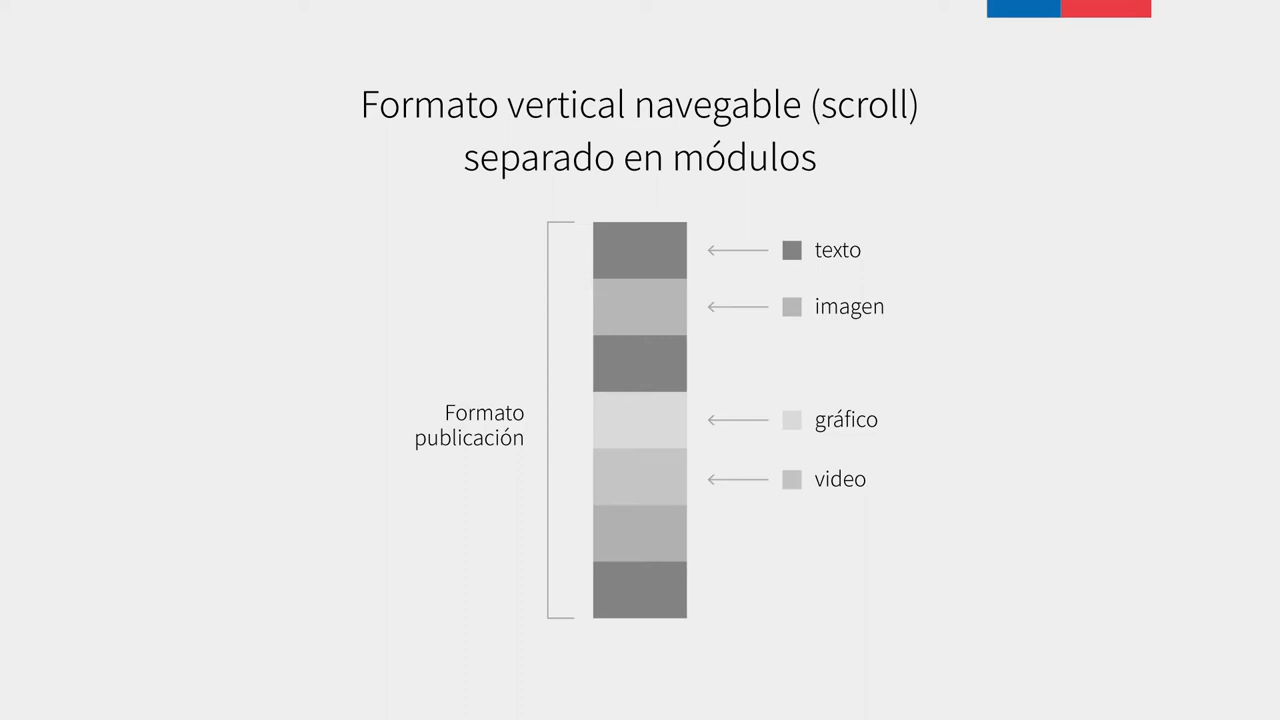 Formato vertical navegable (scroll)
separado en módulos
texto
imagen
Formato
publicación
gráfico
video